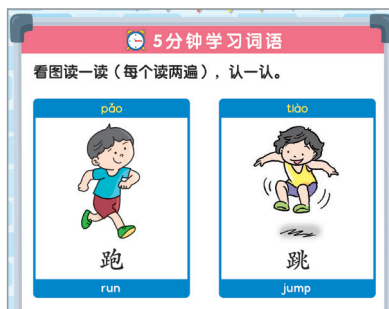 5分钟学习词语
看图读一读（每个读两遍），认一认。
pǎo
tiào
跑
跳
run
jump